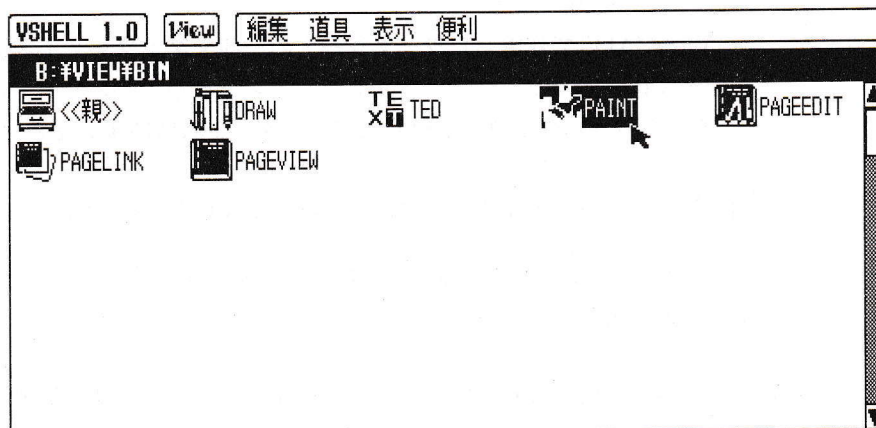 VSHELL 1.0 View 編集 道具 表示 便利
B:¥VIEW¥BIN
<<親>> DRAW TEXT TED PAINT PAGEEDIT
PAGELINK PAGEVIEW